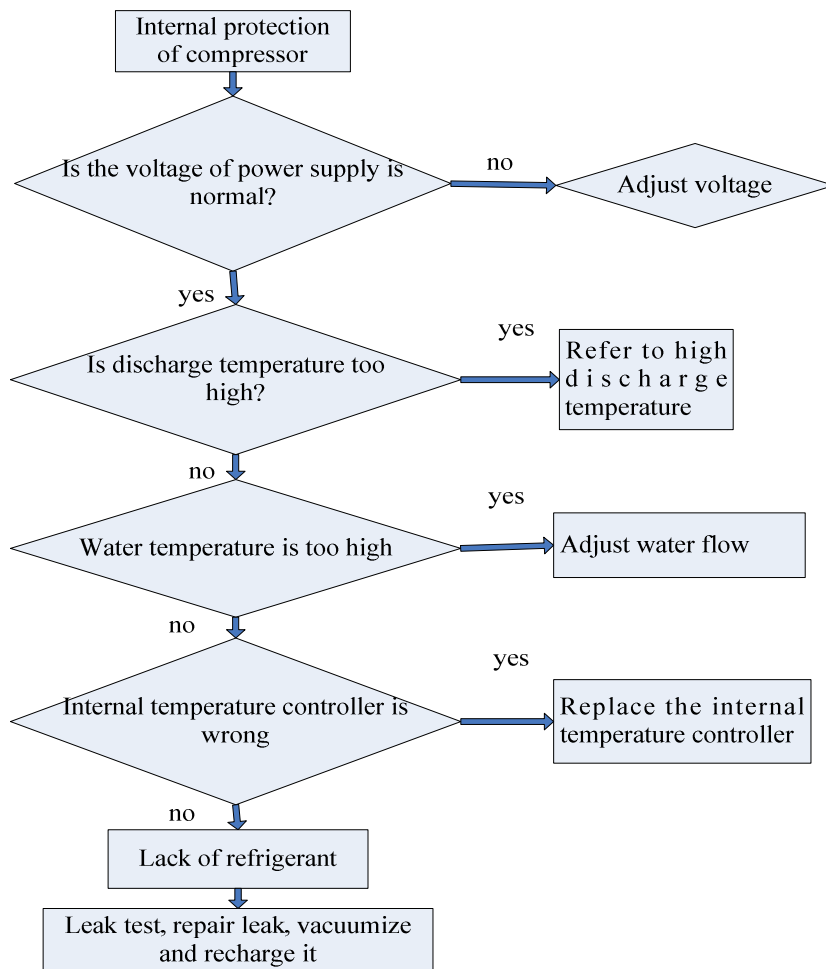 Internal protection
of compressor
Is the voltage of power supply is
normal?
no
Adjust voltage
yes
Is discharge temperature too
high?
yes
Refer to high
discharge
temperature
no
Water temperature is too high
yes
Adjust water flow
no
Internal temperature controller is
wrong
yes
Replace the internal
temperature controller
no
Lack of refrigerant
Leak test, repair leak, vacuumize
and recharge it